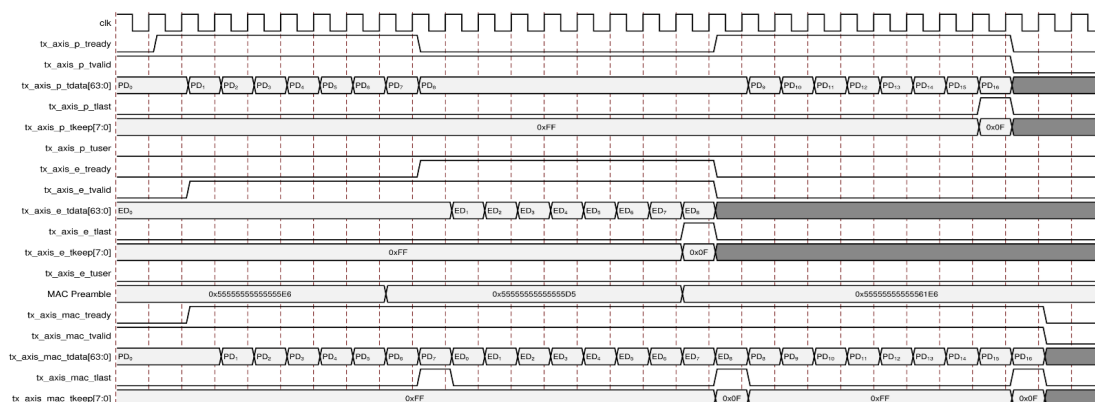 clk
tx_axis_p_tready
tx_axis_p_tvalid
tx_axis_p_tdata[63:0] PD₀ PD₁ PD₂ PD₃ PD₄ PD₅ PD₆ PD₇ PD₈ PD₉ PD₁₀ PD₁₁ PD₁₂ PD₁₃ PD₁₄ PD₁₅ PD₁₆
tx_axis_p_tlast
tx_axis_p_tkeep[7:0] 0xFF 0x0F
tx_axis_p_tuser
tx_axis_e_tready
tx_axis_e_tvalid
tx_axis_e_tdata[63:0] ED₀ ED₁ ED₂ ED₃ ED₄ ED₅ ED₆ ED₇ ED₈
tx_axis_e_tlast
tx_axis_e_tkeep[7:0] 0xFF 0x0F
tx_axis_e_tuser
MAC Preamble 0x55555555555555E6 0x55555555555555D5 0x55555555555561E6
tx_axis_mac_tready
tx_axis_mac_tvalid
tx_axis_mac_tdata[63:0] PD₀ PD₁ PD₂ PD₃ PD₄ PD₅ PD₆ PD₇ ED₀ ED₁ ED₂ ED₃ ED₄ ED₅ ED₆ ED₇ ED₈ PD₈ PD₉ PD₁₀ PD₁₁ PD₁₂ PD₁₃ PD₁₄ PD₁₅ PD₁₆
tx_axis_mac_tlast
tx_axis_mac_tkeep[7:0] 0xFF 0x0F 0xFF 0x0F